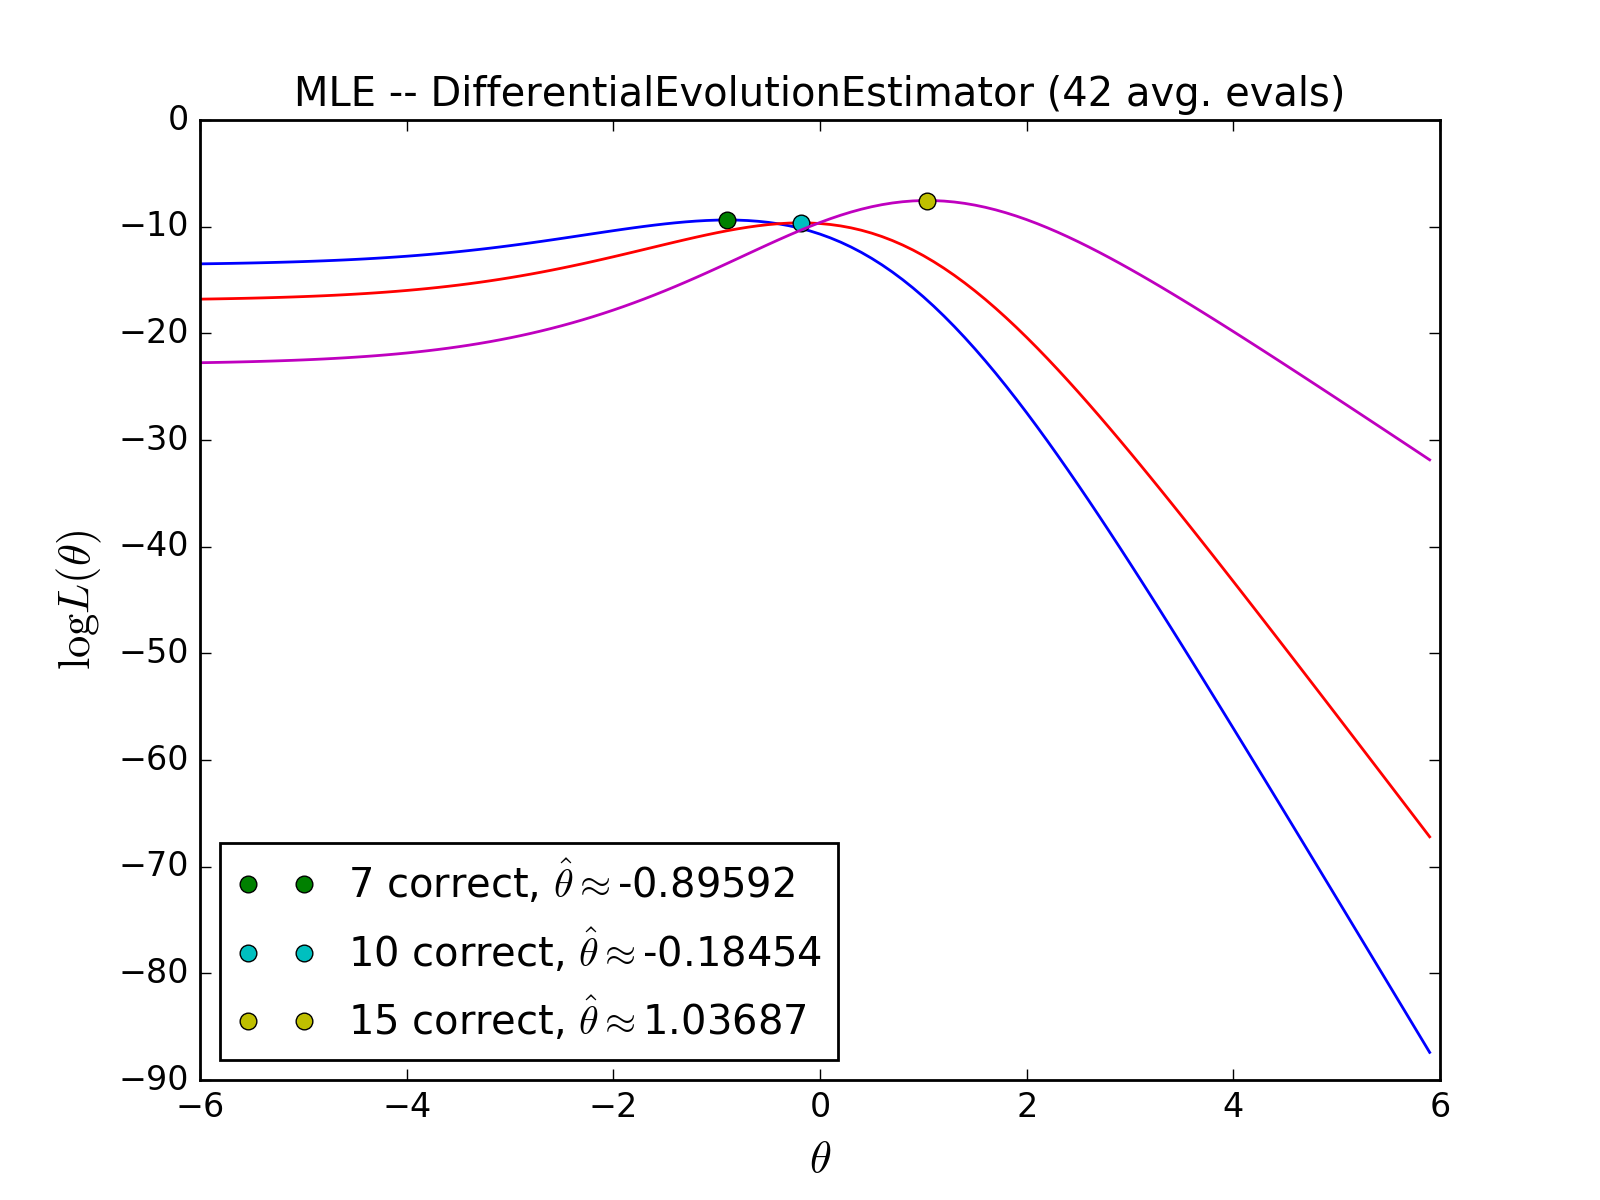 MLE -- DifferentialEvolutionEstimator (42 avg. evals)
0
−10
−20
−30
−40
−50
−60
−70
−80
−90
log L(θ)
7 correct, θ̂ ≈ -0.89592
10 correct, θ̂ ≈ -0.18454
15 correct, θ̂ ≈ 1.03687
−6 −4 −2 0 2 4 6
θ